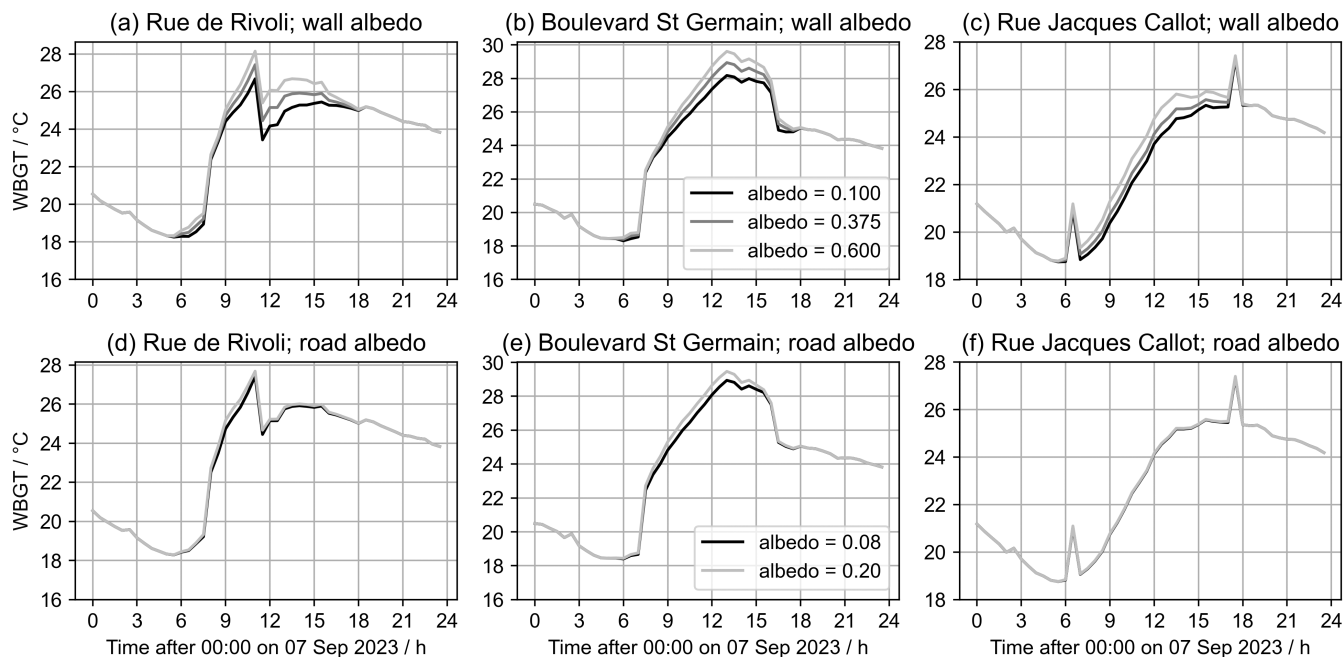 (a) Rue de Rivoli; wall albedo
(b) Boulevard St Germain; wall albedo
(c) Rue Jacques Callot; wall albedo
WBGT / °C
28
26
24
22
20
18
16
0 3 6 9 12 15 18 21 24
30
28
26
24
22
20
18
16
albedo = 0.100
albedo = 0.375
albedo = 0.600
0 3 6 9 12 15 18 21 24
28
26
24
22
20
18
0 3 6 9 12 15 18 21 24
(d) Rue de Rivoli; road albedo
(e) Boulevard St Germain; road albedo
(f) Rue Jacques Callot; road albedo
WBGT / °C
28
26
24
22
20
18
16
0 3 6 9 12 15 18 21 24
Time after 00:00 on 07 Sep 2023 / h
30
28
26
24
22
20
18
16
albedo = 0.08
albedo = 0.20
0 3 6 9 12 15 18 21 24
Time after 00:00 on 07 Sep 2023 / h
28
26
24
22
20
18
0 3 6 9 12 15 18 21 24
Time after 00:00 on 07 Sep 2023 / h